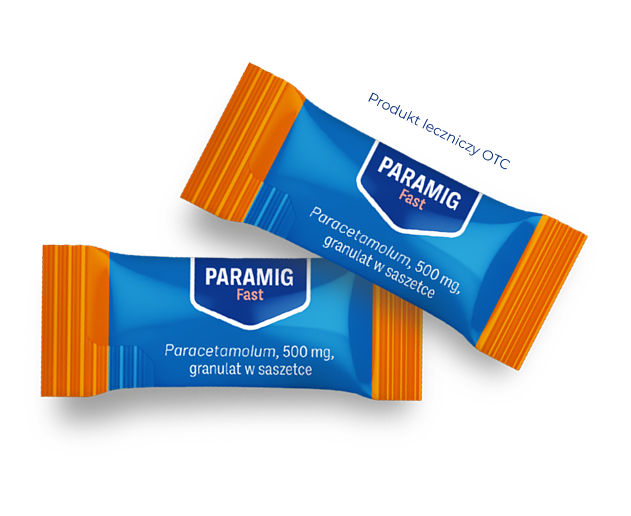 Produkt leczniczy OTC
PARAMIG
Fast
Paracetamolum, 500 mg,
granulat w saszetce
PARAMIG
Fast
Paracetamolum, 500 mg,
granulat w saszetce